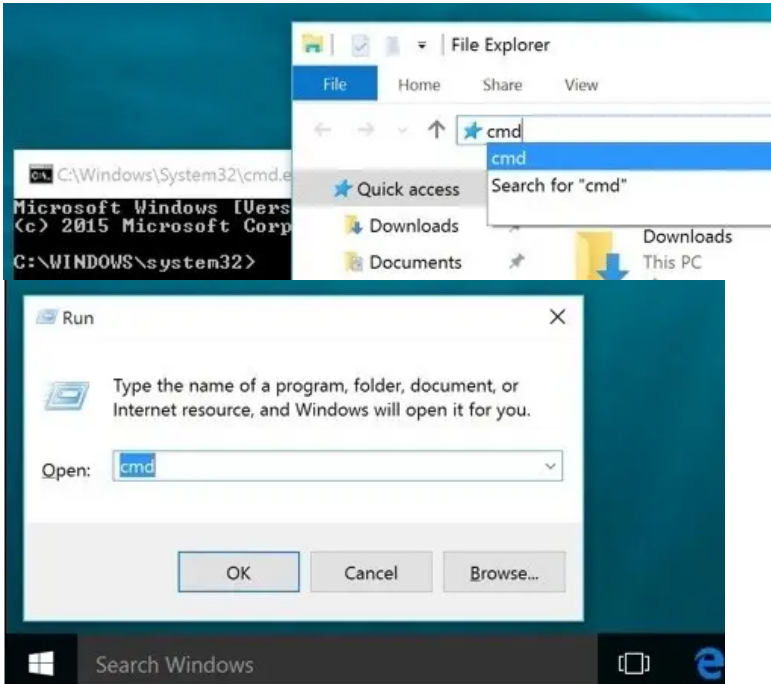 File Explorer
File Home Share View
cmd
cmd
Search for "cmd"
C:\Windows\System32\cmd.e
Microsoft Windows [Vers
(c) 2015 Microsoft Corp
C:\WINDOWS\system32>
Quick access
Downloads
Documents
Downloads
This PC
Run
Type the name of a program, folder, document, or
Internet resource, and Windows will open it for you.
Open: cmd
OK Cancel Browse...
Search Windows